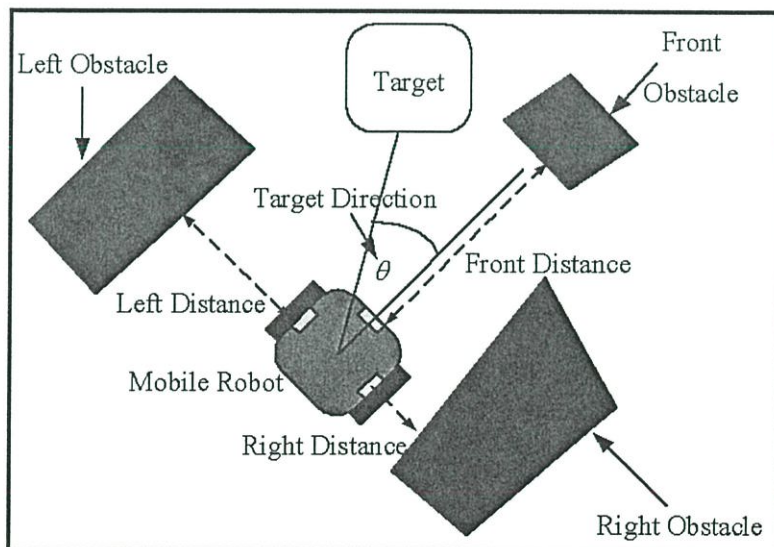 Left Obstacle
Target
Front
Obstacle
Target Direction
θ
Front Distance
Left Distance
Mobile Robot
Right Distance
Right Obstacle